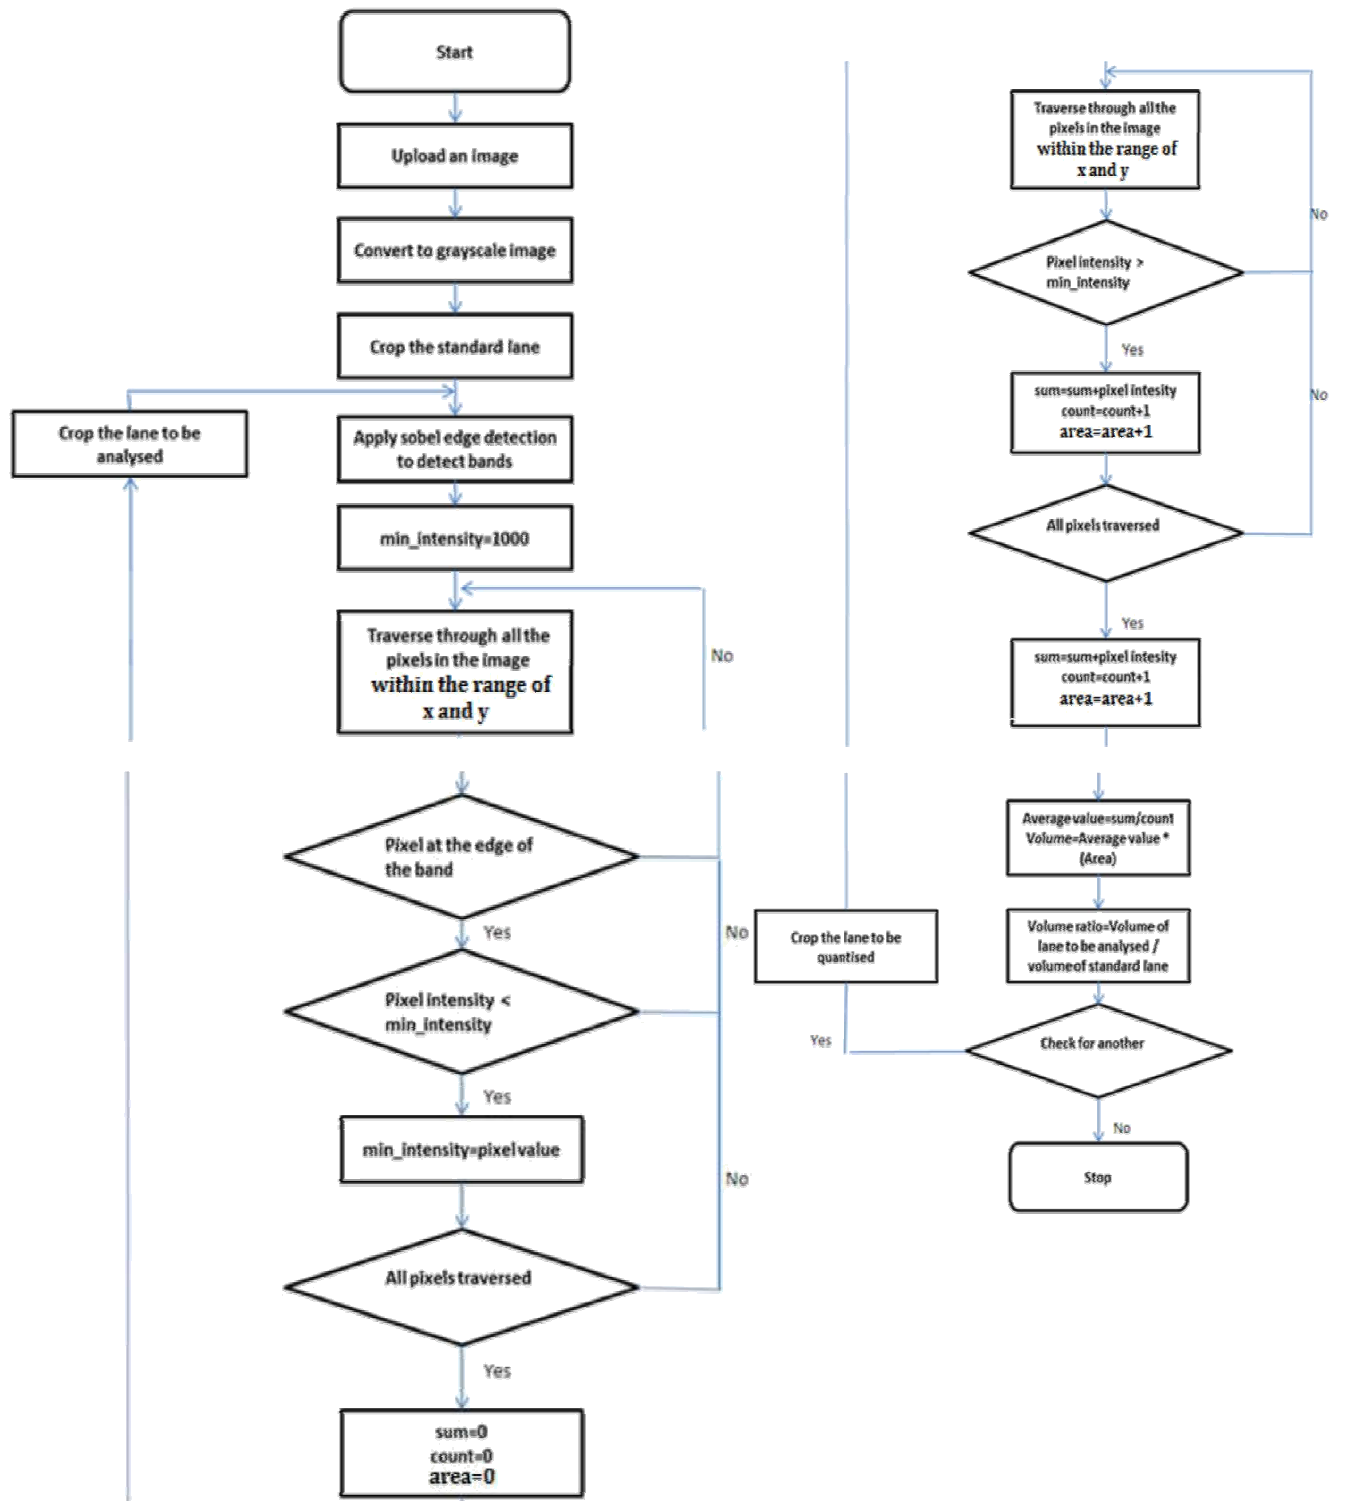 Start
Upload an image
Convert to grayscale image
Crop the standard lane
Crop the lane to be
analysed
Apply sobel edge detection
to detect bands
min_intensity=1000
Traverse through all the
pixels in the image
within the range of
x and y
No
Pixel at the edge of
the band
Yes
No
Pixel intensity <
min_intensity
Yes
min_intensity=pixel value
No
All pixels traversed
Yes
sum=0
count=0
area=0
Traverse through all the
pixels in the image
within the range of
x and y
No
Pixel intensity >
min_intensity
Yes
sum=sum+pixel intesity
count=count+1
area=area+1
No
All pixels traversed
Yes
sum=sum+pixel intesity
count=count+1
area=area+1
Average value=sum/count
Volume=Average value *
(Area)
Volume ratio=Volume of
lane to be analysed /
volume of standard lane
Crop the lane to be
quantised
Yes
Check for another
No
Stop